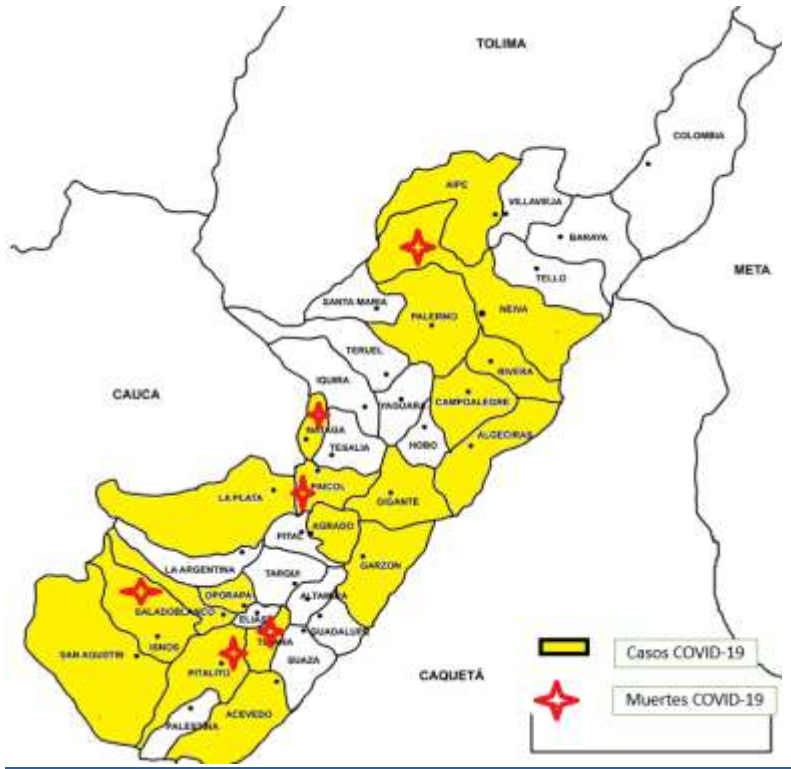 TOLIMA
COLOMBIA
AIPE
VILLAVIEJA
BARAYA
META
TELLO
SANTA MARIA
PALERMO
NEIVA
TERUEL
RIVERA
IQUIRA
CAUCA
YAGUARA
CAMPOALEGRE
NATAGA
HOBO
ALGECIRAS
TESALIA
PAICOL
LA PLATA
GIGANTE
PITAL
AGRADO
GARZON
LA ARGENTINA
TARQUI
OPORAPA
ALTAMIRA
SALADOBLANCO
ELIAS
GUADALUPE
ISNOS
SAN AGUSTIN
SUAZA
Casos COVID-19
PITALITO
CAQUETÁ
Muertes COVID-19
ACEVEDO
PALESTINA